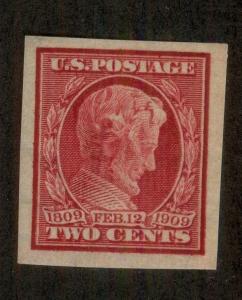 U.S. POSTAGE
1809 FEB. 12 1909
TWO CENTS